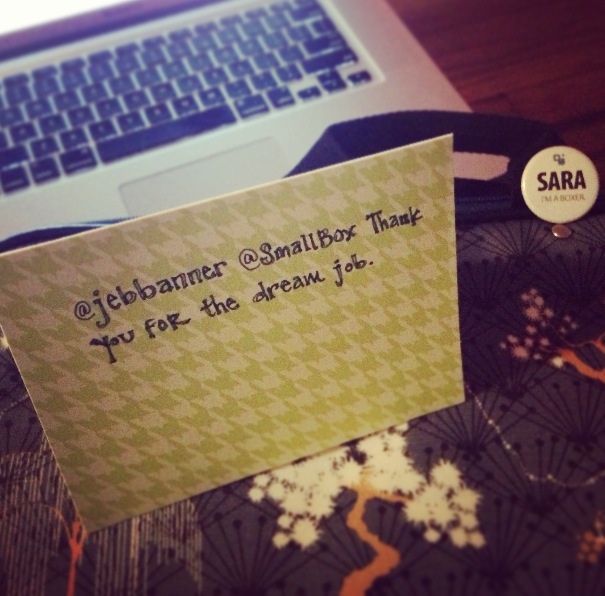 @jebbanner @SmallBox Thank
You for the dream job.
SARA
I'M A BOXER.